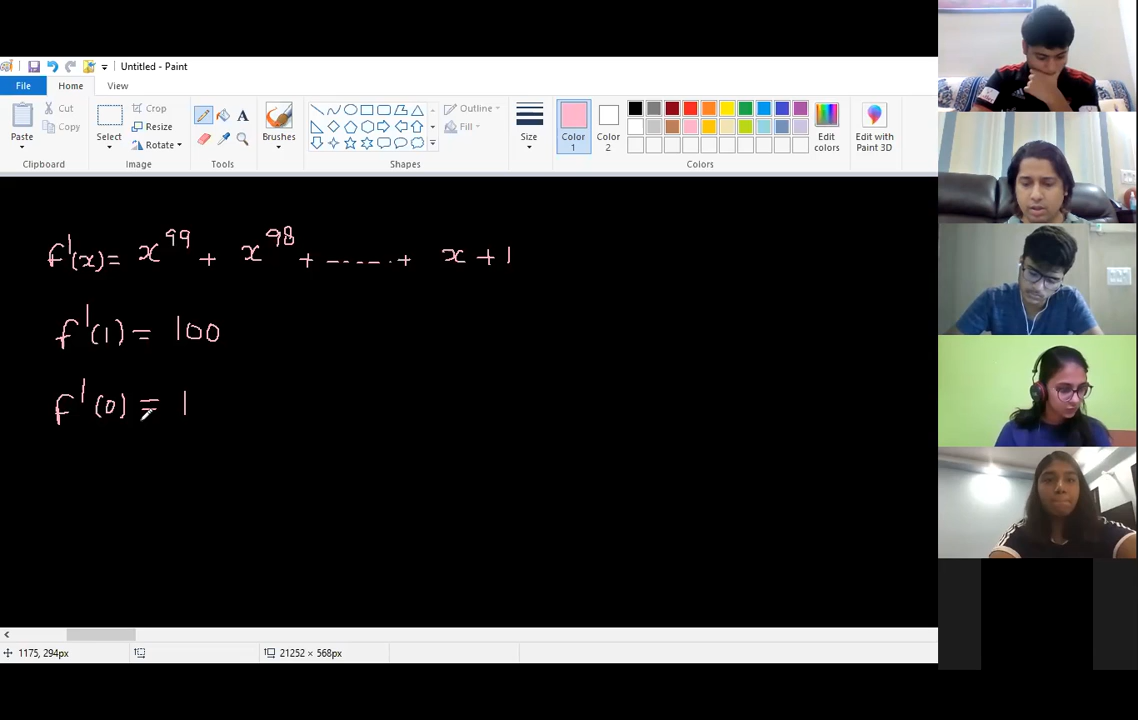 Untitled - Paint
File Home View
Paste Cut Copy Select Crop Resize Rotate A Brushes Outline Fill Size Color 1 Color 2 Edit colors Edit with Paint 3D
Clipboard Image Tools Shapes Colors
f'(x) = x^99 + x^98 + ...... + x + 1
f'(1) = 100
f'(0) = 1
1175, 294px 21252 × 568px